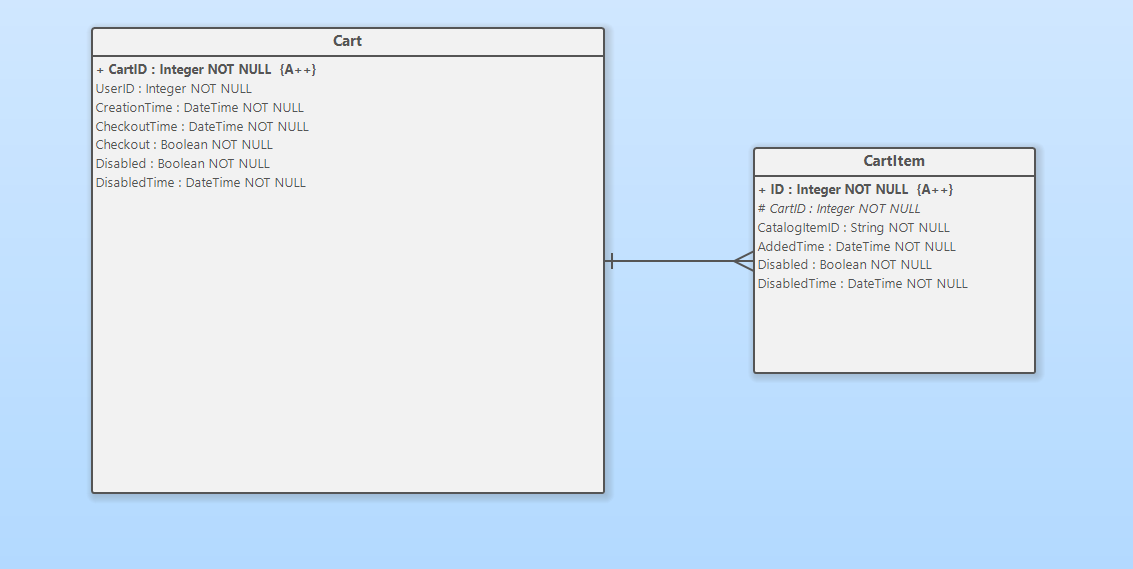 Cart
+ CartID : Integer NOT NULL  {A++}
UserID : Integer NOT NULL
CreationTime : DateTime NOT NULL
CheckoutTime : DateTime NOT NULL
Checkout : Boolean NOT NULL
Disabled : Boolean NOT NULL
DisabledTime : DateTime NOT NULL
CartItem
+ ID : Integer NOT NULL  {A++}
# CartID : Integer NOT NULL
CatalogItemID : String NOT NULL
AddedTime : DateTime NOT NULL
Disabled : Boolean NOT NULL
DisabledTime : DateTime NOT NULL